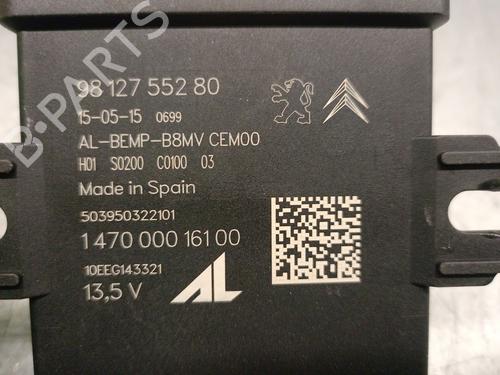 B-PARTS
98 127 552 80
15-05-15 0699
AL-BEMP-B8MV CEM00
H01 S0200 C0100 03
Made in Spain
503950322101
1 470 000 161 00
10EEG143321
13,5 V
AL